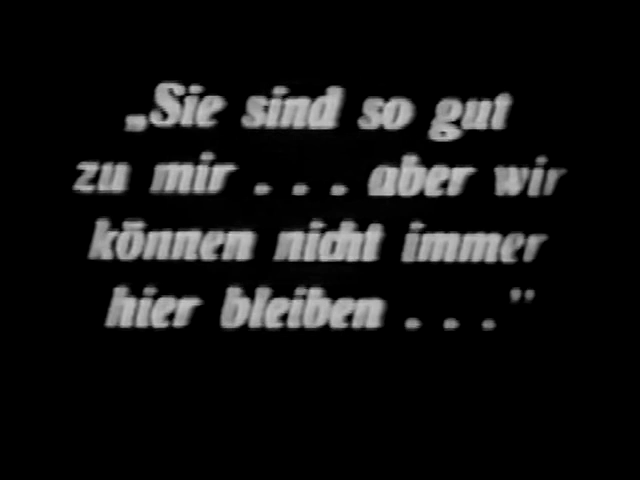 „Sie sind so gut
zu mir . . . aber wir
können nicht immer
hier bleiben . . ."